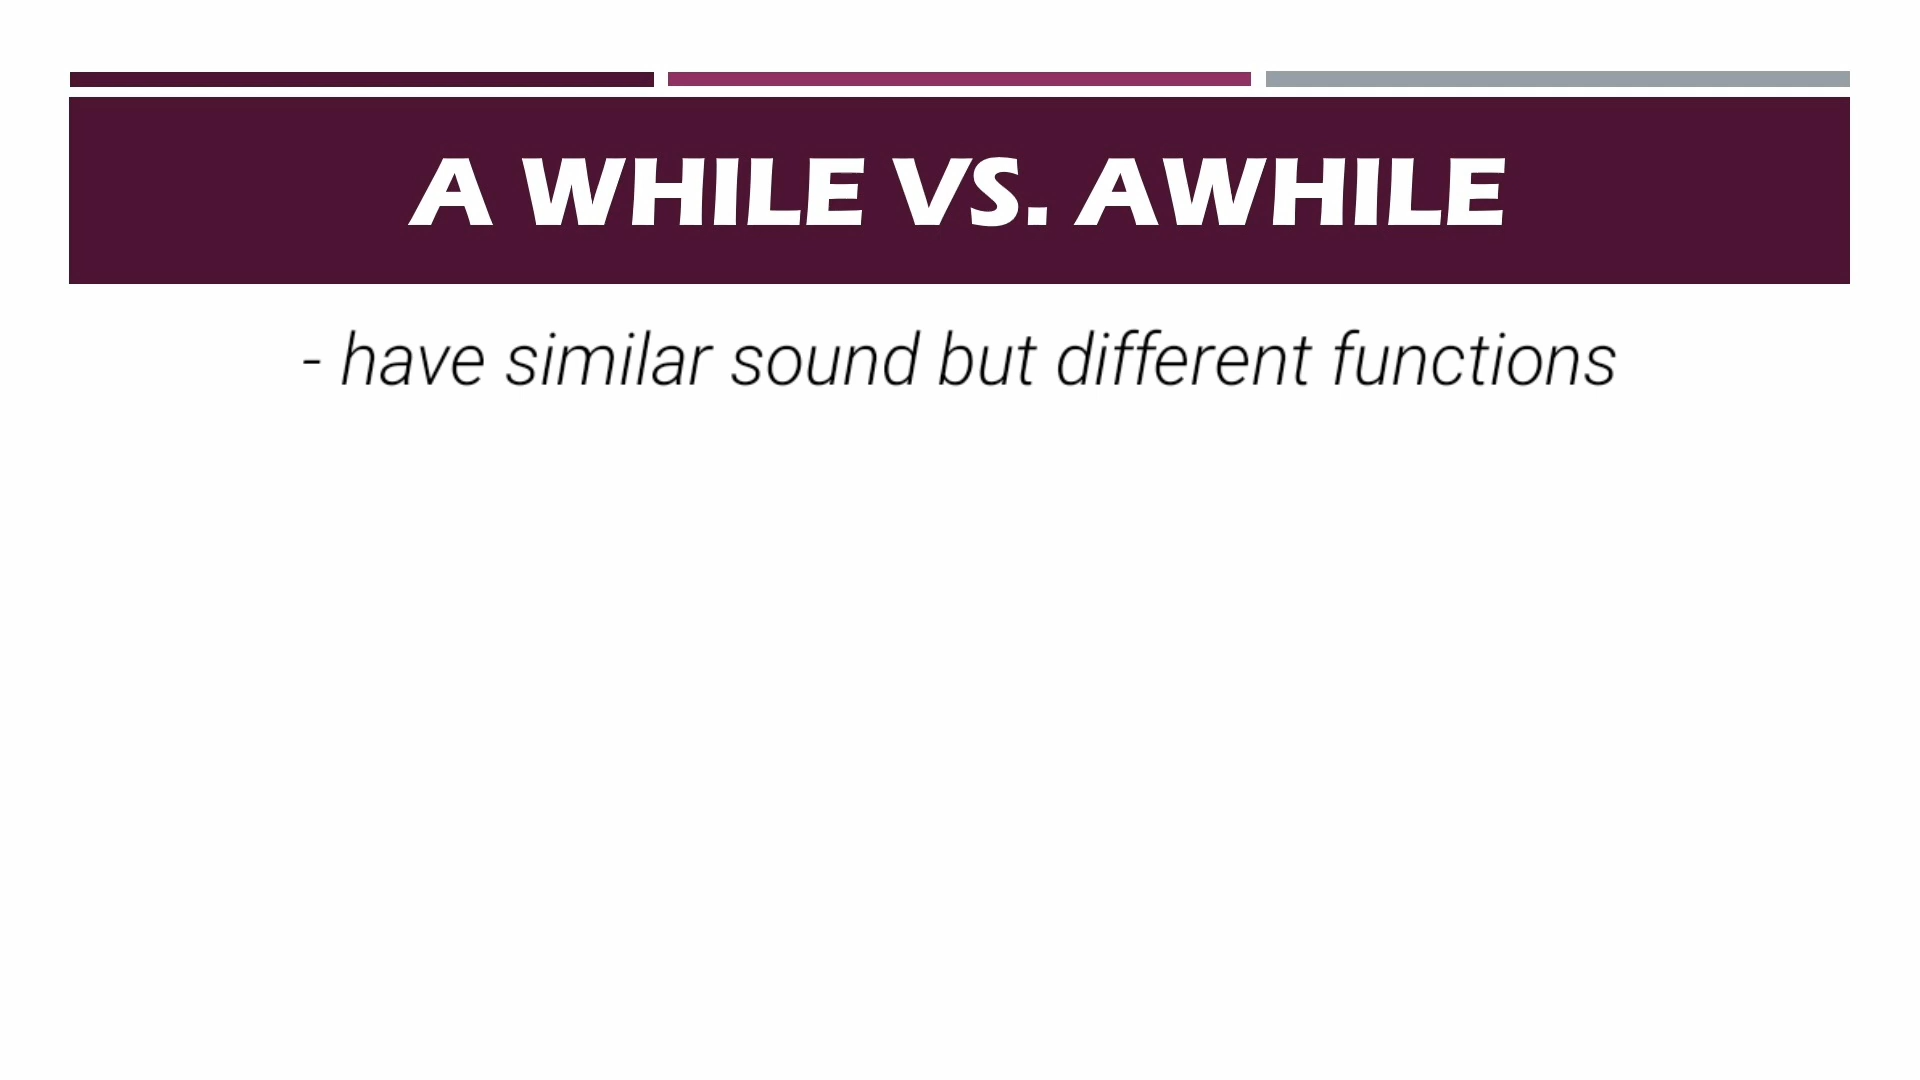 A WHILE VS. AWHILE
- have similar sound but different functions